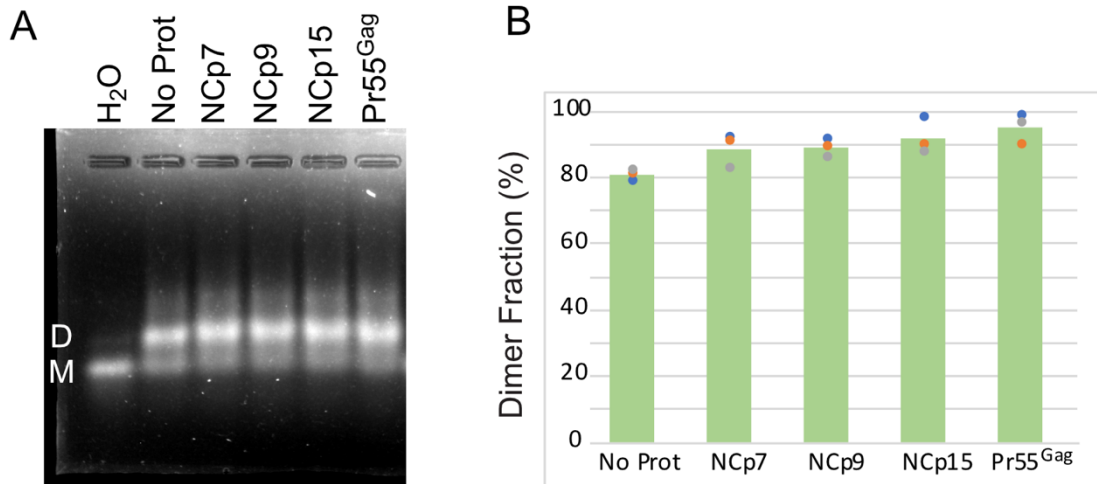 A
H₂O
No Prot
NCp7
NCp9
NCp15
Pr55ᴳᵃᵍ
D
M
B
Dimer Fraction (%)
100
80
60
40
20
0
No Prot NCp7 NCp9 NCp15 Pr55ᴳᵃᵍ